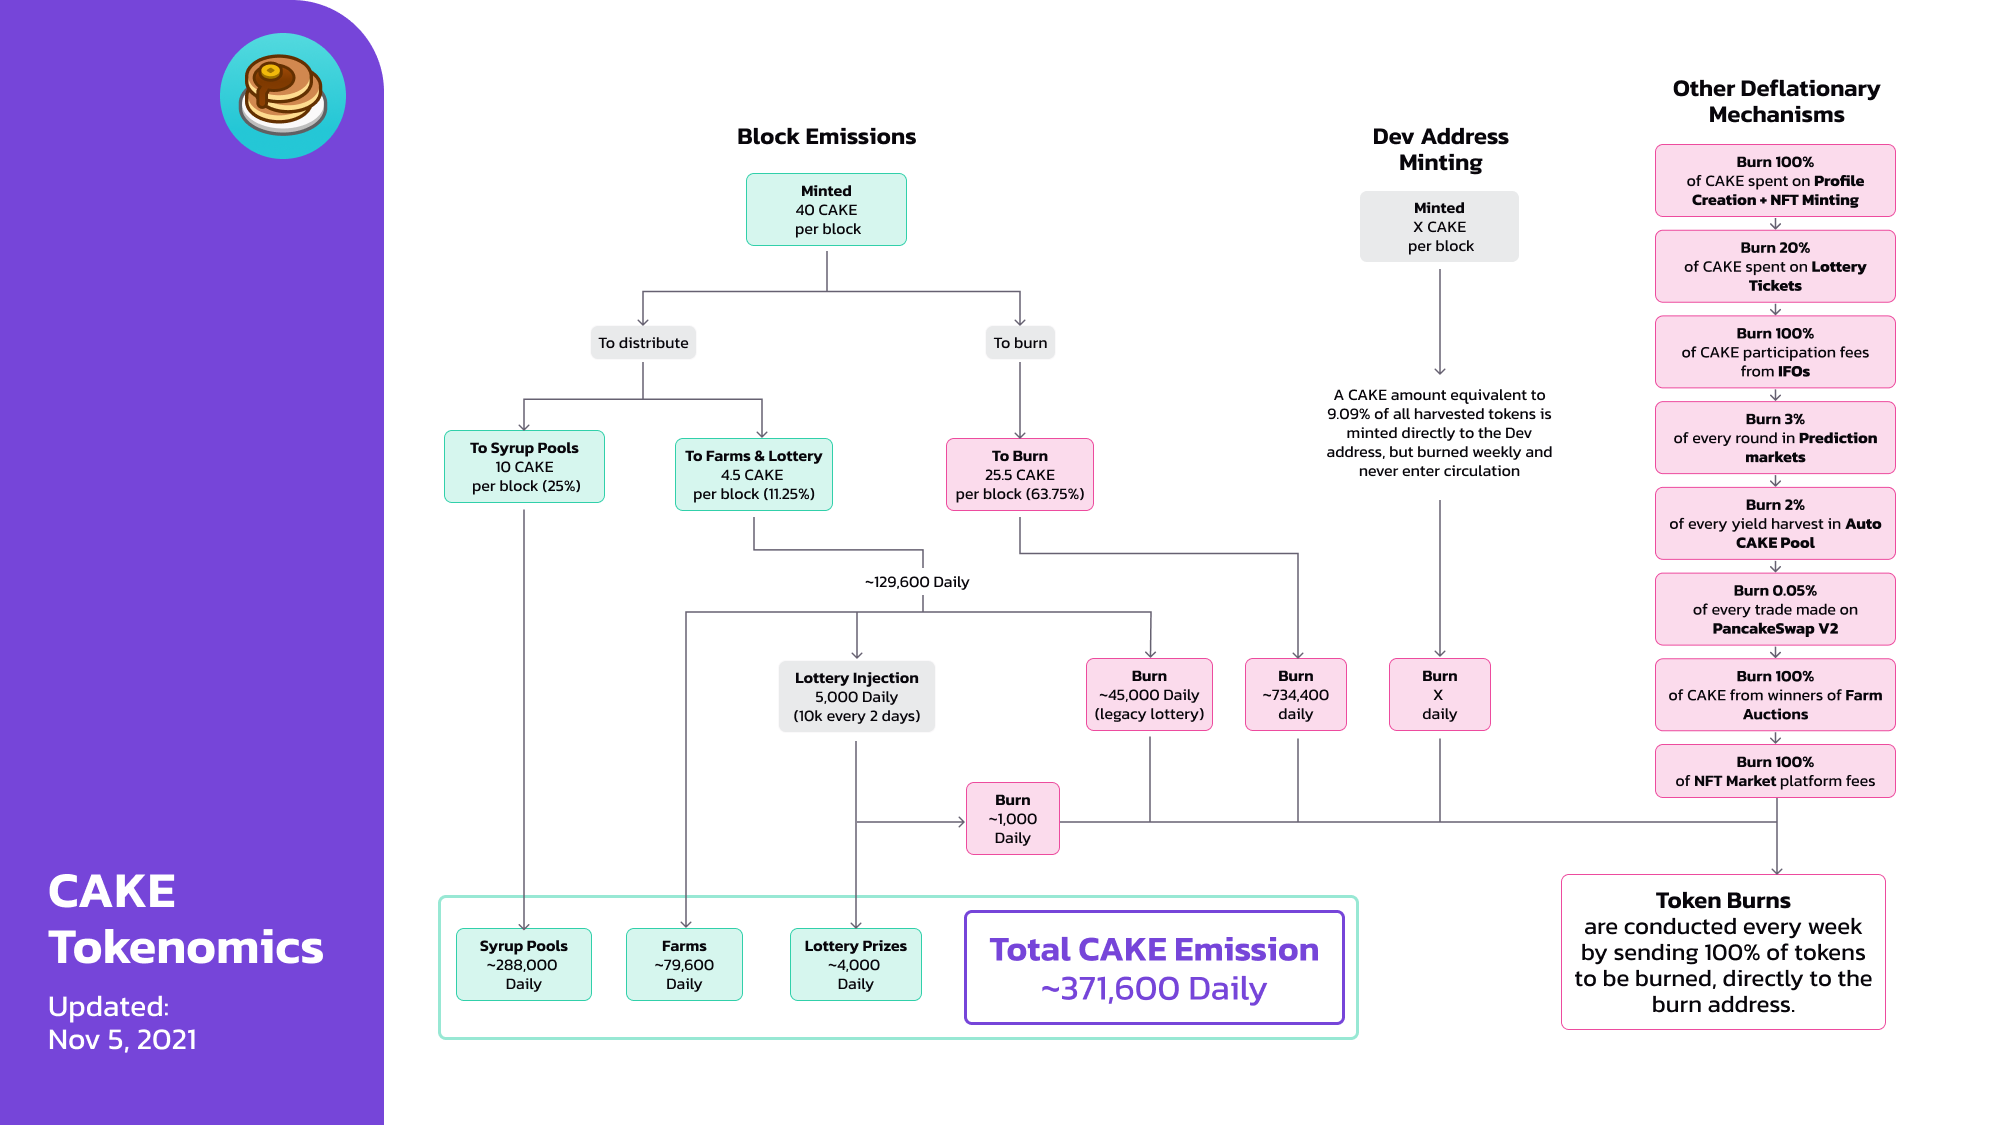 CAKE
Tokenomics
Updated:
Nov 5, 2021
Block Emissions
Minted
40 CAKE
per block
To distribute
To burn
To Syrup Pools
10 CAKE
per block (25%)
To Farms & Lottery
4.5 CAKE
per block (11.25%)
To Burn
25.5 CAKE
per block (63.75%)
~129,600 Daily
Lottery Injection
5,000 Daily
(10k every 2 days)
Burn
~45,000 Daily
(legacy lottery)
Burn
~734,400
daily
Burn
~1,000
Daily
Syrup Pools
~288,000
Daily
Farms
~79,600
Daily
Lottery Prizes
~4,000
Daily
Total CAKE Emission
~371,600 Daily
Dev Address
Minting
Minted
X CAKE
per block
A CAKE amount equivalent to
9.09% of all harvested tokens is
minted directly to the Dev
address, but burned weekly and
never enter circulation
Burn
X
daily
Other Deflationary
Mechanisms
Burn 100%
of CAKE spent on Profile
Creation + NFT Minting
Burn 20%
of CAKE spent on Lottery
Tickets
Burn 100%
of CAKE participation fees
from IFOs
Burn 3%
of every round in Prediction
markets
Burn 2%
of every yield harvest in Auto
CAKE Pool
Burn 0.05%
of every trade made on
PancakeSwap V2
Burn 100%
of CAKE from winners of Farm
Auctions
Burn 100%
of NFT Market platform fees
Token Burns
are conducted every week
by sending 100% of tokens
to be burned, directly to the
burn address.